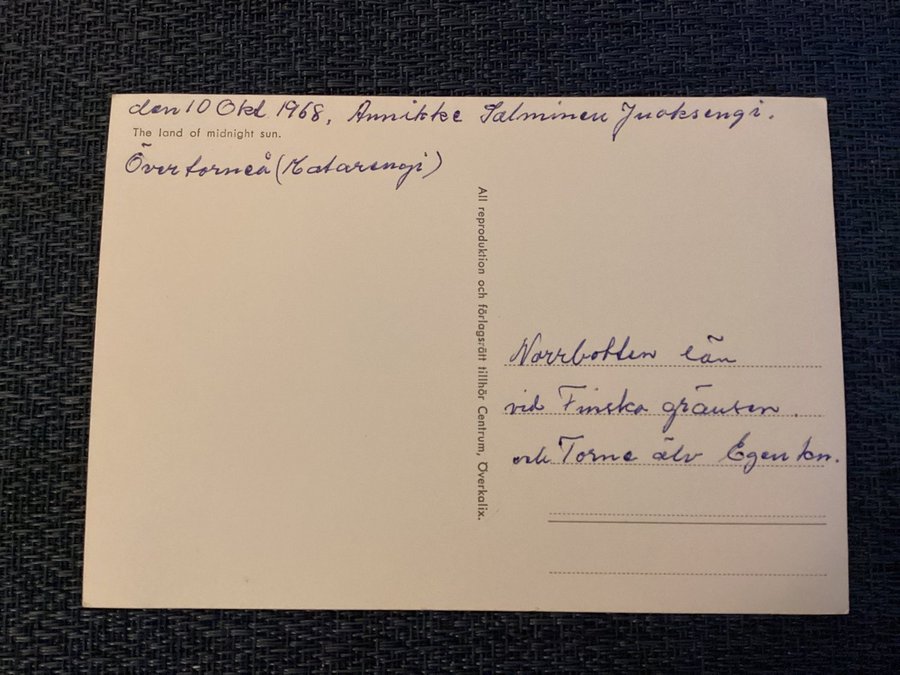 den 10 Okt 1968, Annikke Salminen Juoksengi.
The land of midnight sun.
Övertorneå (Matarengi)
All reproduktion och förlagsrätt tillhör Centrum, Överkalix.
Norrbotten län
vid Finska gränsen.
och Torne älv Egen kn.